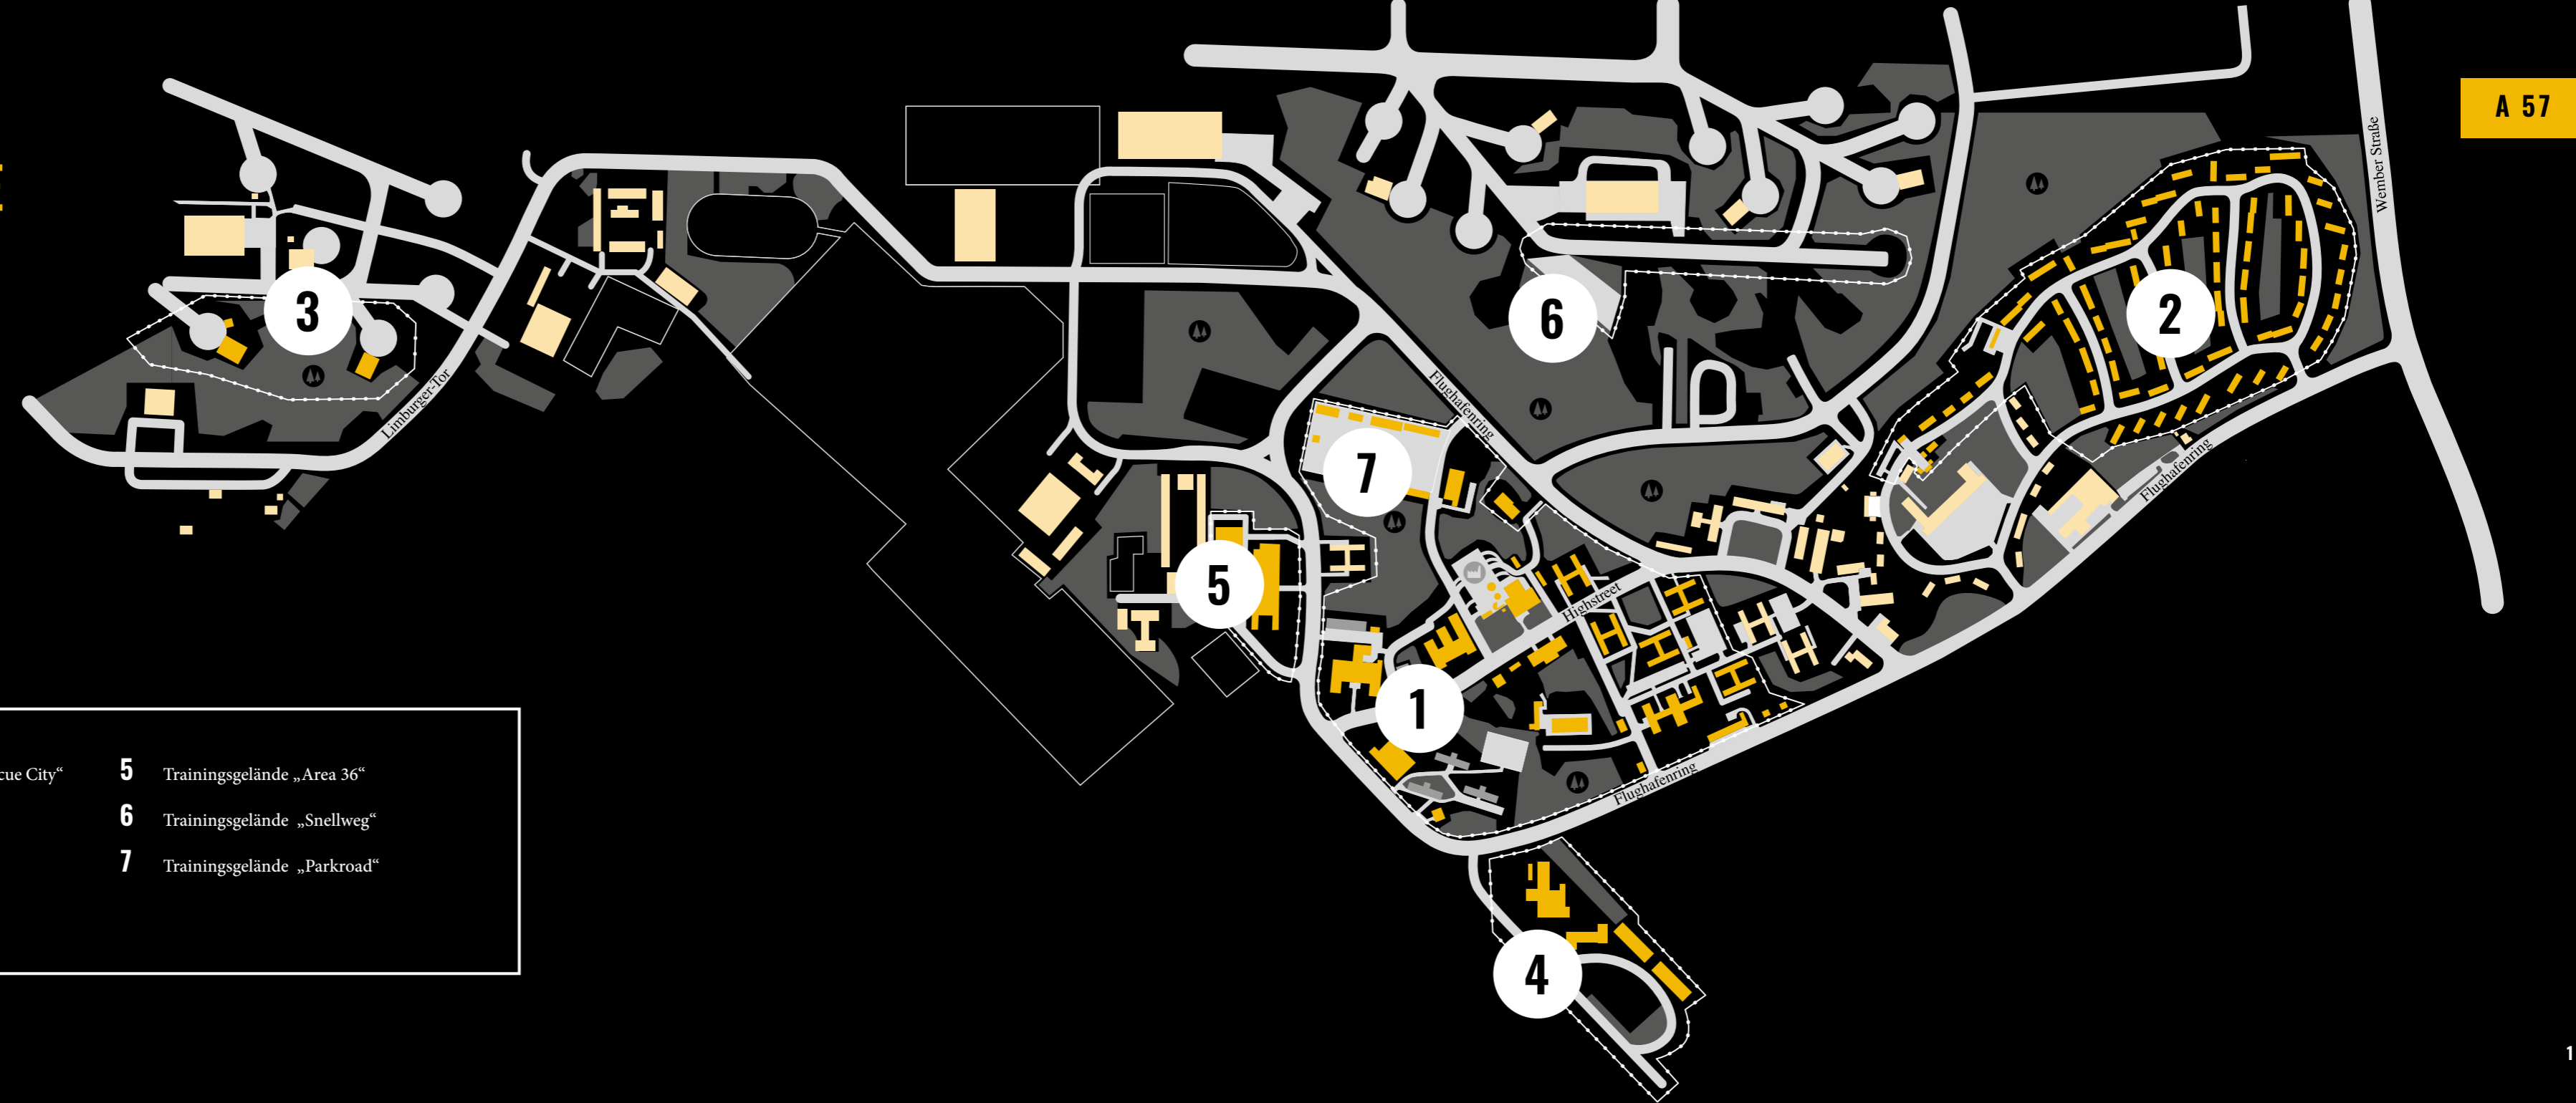 A 57
Wember Straße
3
6
2
Limburger-Tor
Flughafenring
7
Flughafenring
5
Highstreet
1
Flughafenring
cue City“
5 Trainingsgelände „Area 36“
6 Trainingsgelände „Snellweg“
7 Trainingsgelände „Parkroad“
4
1